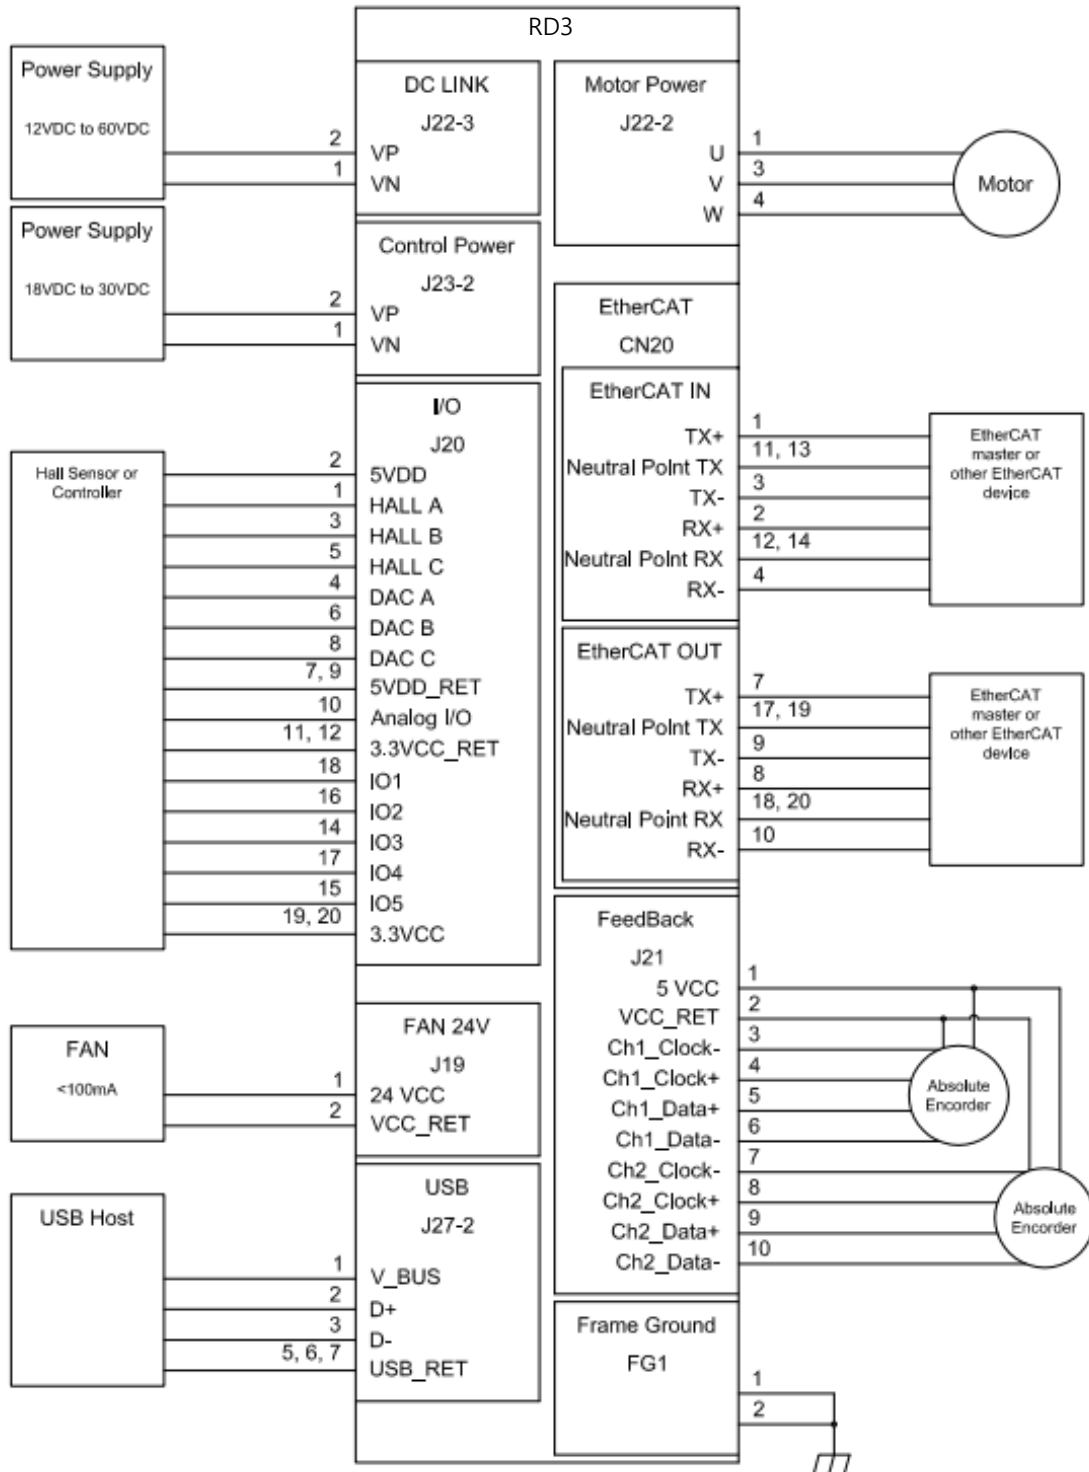 RD3
Power Supply
12VDC to 60VDC
2
1
DC LINK
J22-3
VP
VN
Motor Power
J22-2
U
V
W
1
3
4
Motor
Power Supply
18VDC to 30VDC
2
1
Control Power
J23-2
VP
VN
EtherCAT
CN20
EtherCAT IN
TX+
Neutral Point TX
TX-
RX+
Neutral Point RX
RX-
1
11, 13
3
2
12, 14
4
EtherCAT
master or
other EtherCAT
device
Hall Sensor or
Controller
2
1
3
5
4
6
8
7, 9
10
11, 12
18
16
14
17
15
19, 20
I/O
J20
5VDD
HALL A
HALL B
HALL C
DAC A
DAC B
DAC C
5VDD_RET
Analog I/O
3.3VCC_RET
IO1
IO2
IO3
IO4
IO5
3.3VCC
EtherCAT OUT
TX+
Neutral Point TX
TX-
RX+
Neutral Point RX
RX-
7
17, 19
9
8
18, 20
10
EtherCAT
master or
other EtherCAT
device
FeedBack
J21
5 VCC
VCC_RET
Ch1_Clock-
Ch1_Clock+
Ch1_Data+
Ch1_Data-
Ch2_Clock-
Ch2_Clock+
Ch2_Data+
Ch2_Data-
1
2
3
4
5
6
7
8
9
10
Absolute
Encorder
Absolute
Encorder
FAN
<100mA
1
2
FAN 24V
J19
24 VCC
VCC_RET
USB Host
1
2
3
5, 6, 7
USB
J27-2
V_BUS
D+
D-
USB_RET
Frame Ground
FG1
1
2